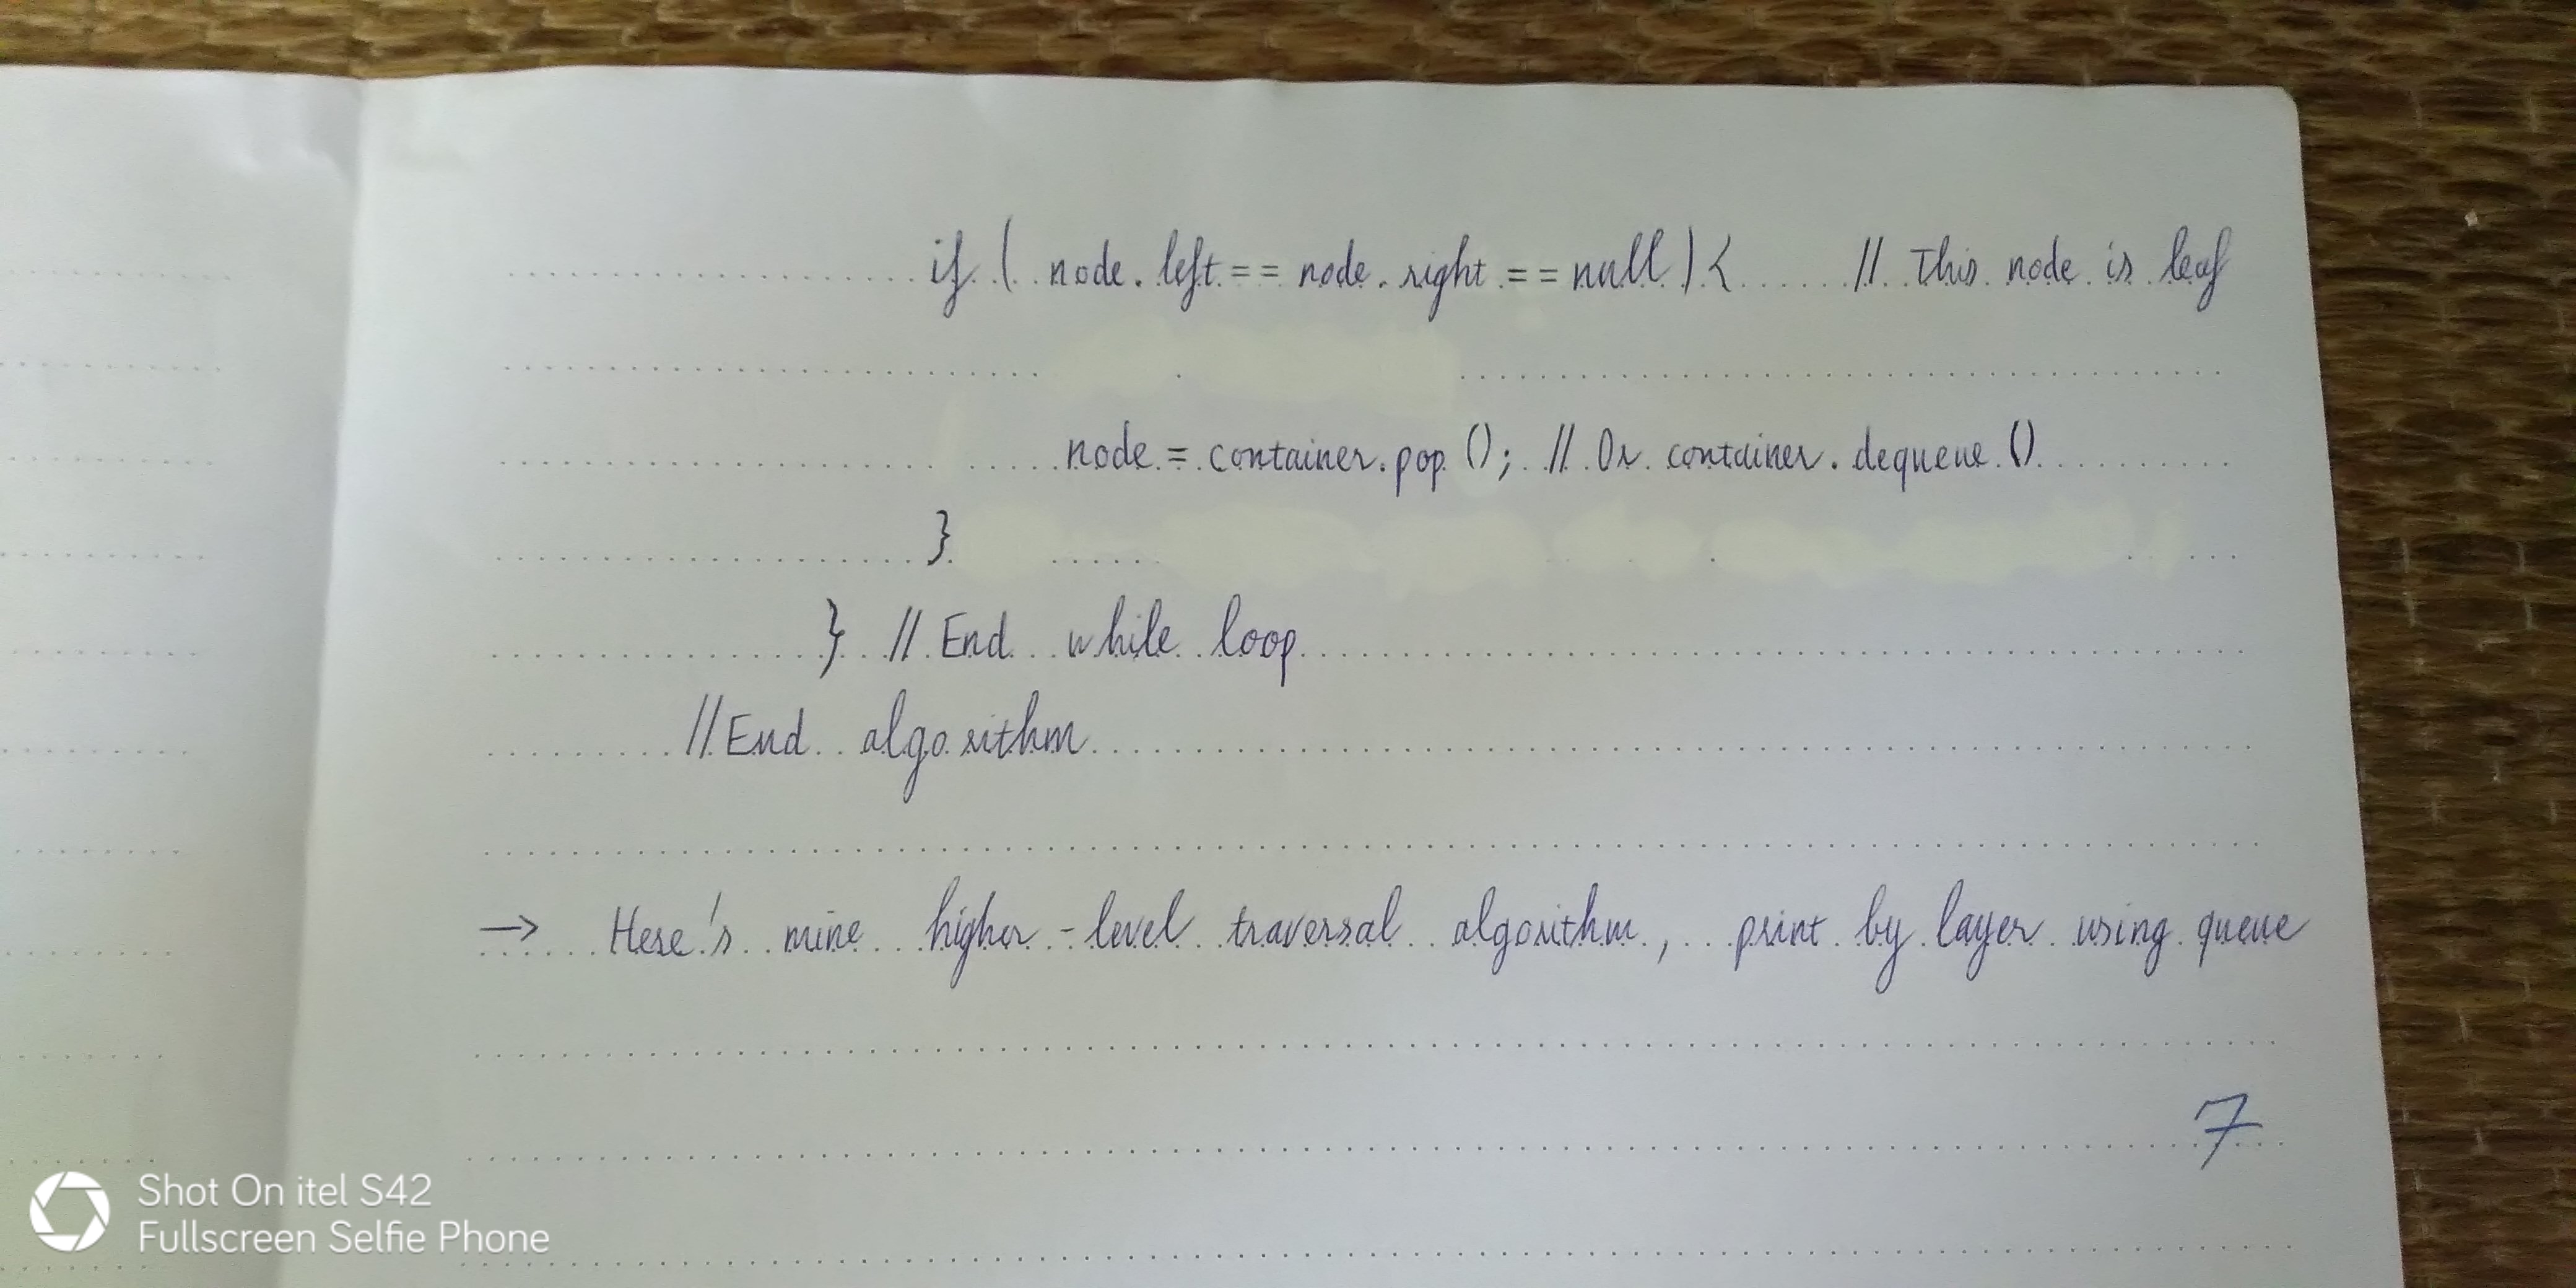 if ( node.left == node.right == null ) { // This node is leaf
node = container.pop (); // Or container.dequeue ()
}
} // End while loop
// End algorithm
→ Here's mine higher-level traversal algorithm, print by layer using queue
7
Shot On itel S42
Fullscreen Selfie Phone